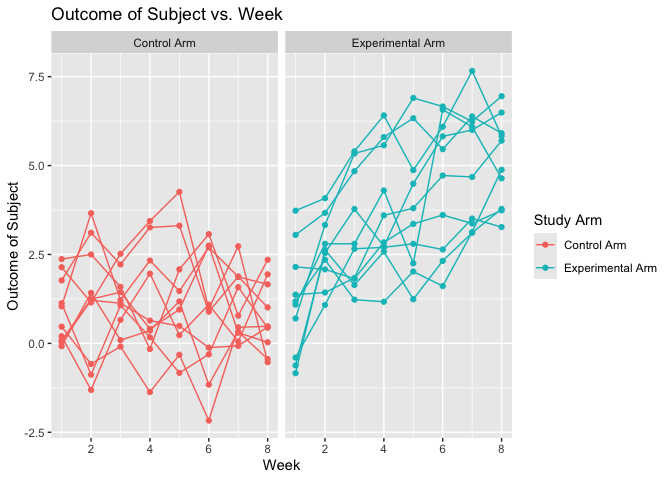 Outcome of Subject vs. Week
Control Arm
Experimental Arm
7.5
5.0
2.5
0.0
-2.5
Outcome of Subject
2 4 6 8
2 4 6 8
Week
Study Arm
Control Arm
Experimental Arm